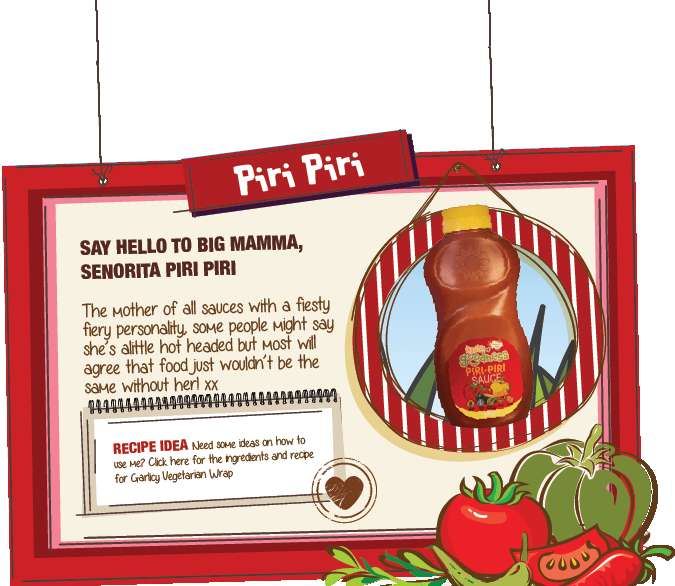 Piri Piri
SAY HELLO TO BIG MAMMA,
SENORITA PIRI PIRI
The Mother of all sauces with a fiesty
fiery personality, some people might say
she's alittle hot headed but most will
agree that food just wouldn't be the
same without her! xx
RECIPE IDEA Need some ideas on how to
use me? Click here for the ingredients and recipe
for Garlicy Vegetarian Wrap
goodness
PIRI-PIRI
SAUCE